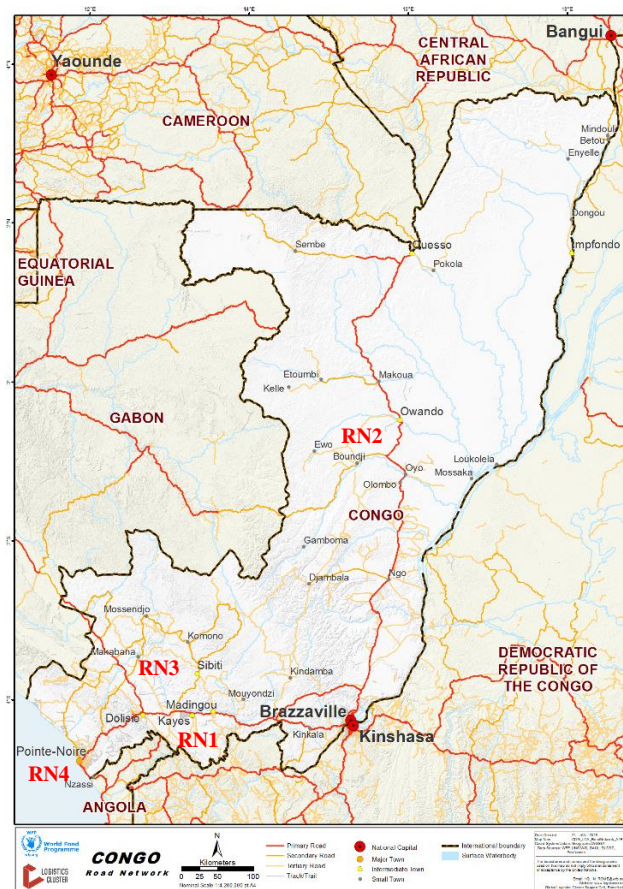 Bangui
CENTRAL
AFRICAN
REPUBLIC
Yaounde
CAMEROON
Mindouli
Betou
Enyelle
Dongou
Impfondo
Ouesso
Sembe
Pokola
EQUATORIAL
GUINEA
Etoumbi
Makoua
Kelle
GABON
Owando
RN2
Ewo
Boundji
Loukolela
Oyo
Mossaka
Olombo
CONGO
Gamboma
Ngo
Djambala
Mossendjo
Komono
Makabana
DEMOCRATIC
REPUBLIC OF
THE CONGO
RN3
Sibiti
Kindamba
Mouyondzi
Madingou
Brazzaville
Dolisie
Kayes
Kinshasa
RN1
Kinkala
Pointe-Noire
RN4
Nzassi
ANGOLA
WFP
World Food
Programme
LOGISTICS
CLUSTER
CONGO
Road Network
N
Kilometers
0 25 50 100
Primary Road
Secondary Road
Tertiary Road
Track/Trail
National Capital
Major Town
Intermediate Town
Small Town
International boundary
Surface Waterbody